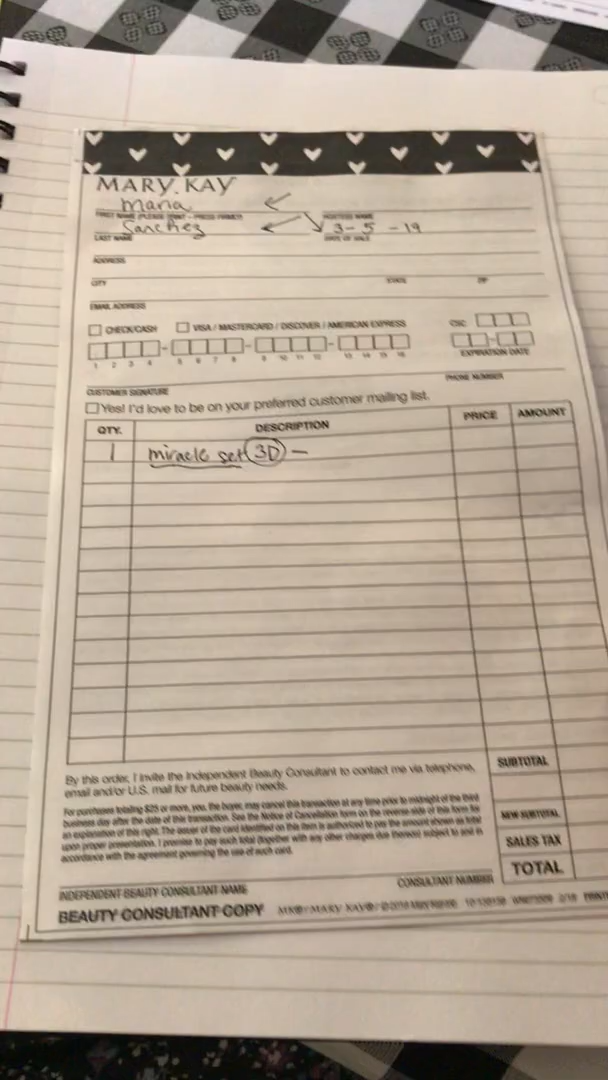 MARY KAY
Maria
FIRST NAME (PLEASE PRINT - PRESS FIRMLY) HOSTESS NAME
Sanchez 3-5-19
LAST NAME DATE OF SALE
ADDRESS
CITY STATE ZIP
EMAIL ADDRESS
CHECK/CASH VISA / MASTERCARD / DISCOVER / AMERICAN EXPRESS CSC
1 2 3 4 5 6 7 8 9 10 11 12 13 14 15 16 EXPIRATION DATE
CUSTOMER SIGNATURE PHONE NUMBER
Yes! I'd love to be on your preferred customer mailing list.
QTY. DESCRIPTION PRICE AMOUNT
1 miracle set 3D –
By this order, I invite the Independent Beauty Consultant to contact me via telephone,
email and/or U.S. mail for future beauty needs.
SUBTOTAL
For purchases totaling $25 or more, you, the buyer, may cancel this transaction at any time prior to midnight of the third
business day after the date of this transaction. See the Notice of Cancellation form on the reverse side of this form for
an explanation of this right. The issuer of the card identified on this item is authorized to pay the amount shown as total
upon proper presentation. I promise to pay such total (together with any other charges due thereon) subject to and in
accordance with the agreement governing the use of such card.
NEW SUBTOTAL
SALES TAX
TOTAL
INDEPENDENT BEAUTY CONSULTANT NAME CONSULTANT NUMBER
BEAUTY CONSULTANT COPY MK® MARY KAY®